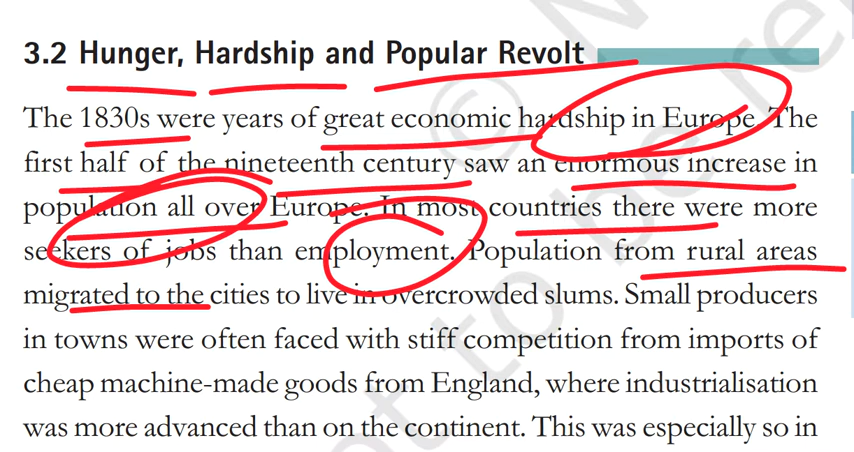 3.2 Hunger, Hardship and Popular Revolt
The 1830s were years of great economic hardship in Europe. The
first half of the nineteenth century saw an enormous increase in
population all over Europe. In most countries there were more
seekers of jobs than employment. Population from rural areas
migrated to the cities to live in overcrowded slums. Small producers
in towns were often faced with stiff competition from imports of
cheap machine-made goods from England, where industrialisation
was more advanced than on the continent. This was especially so in